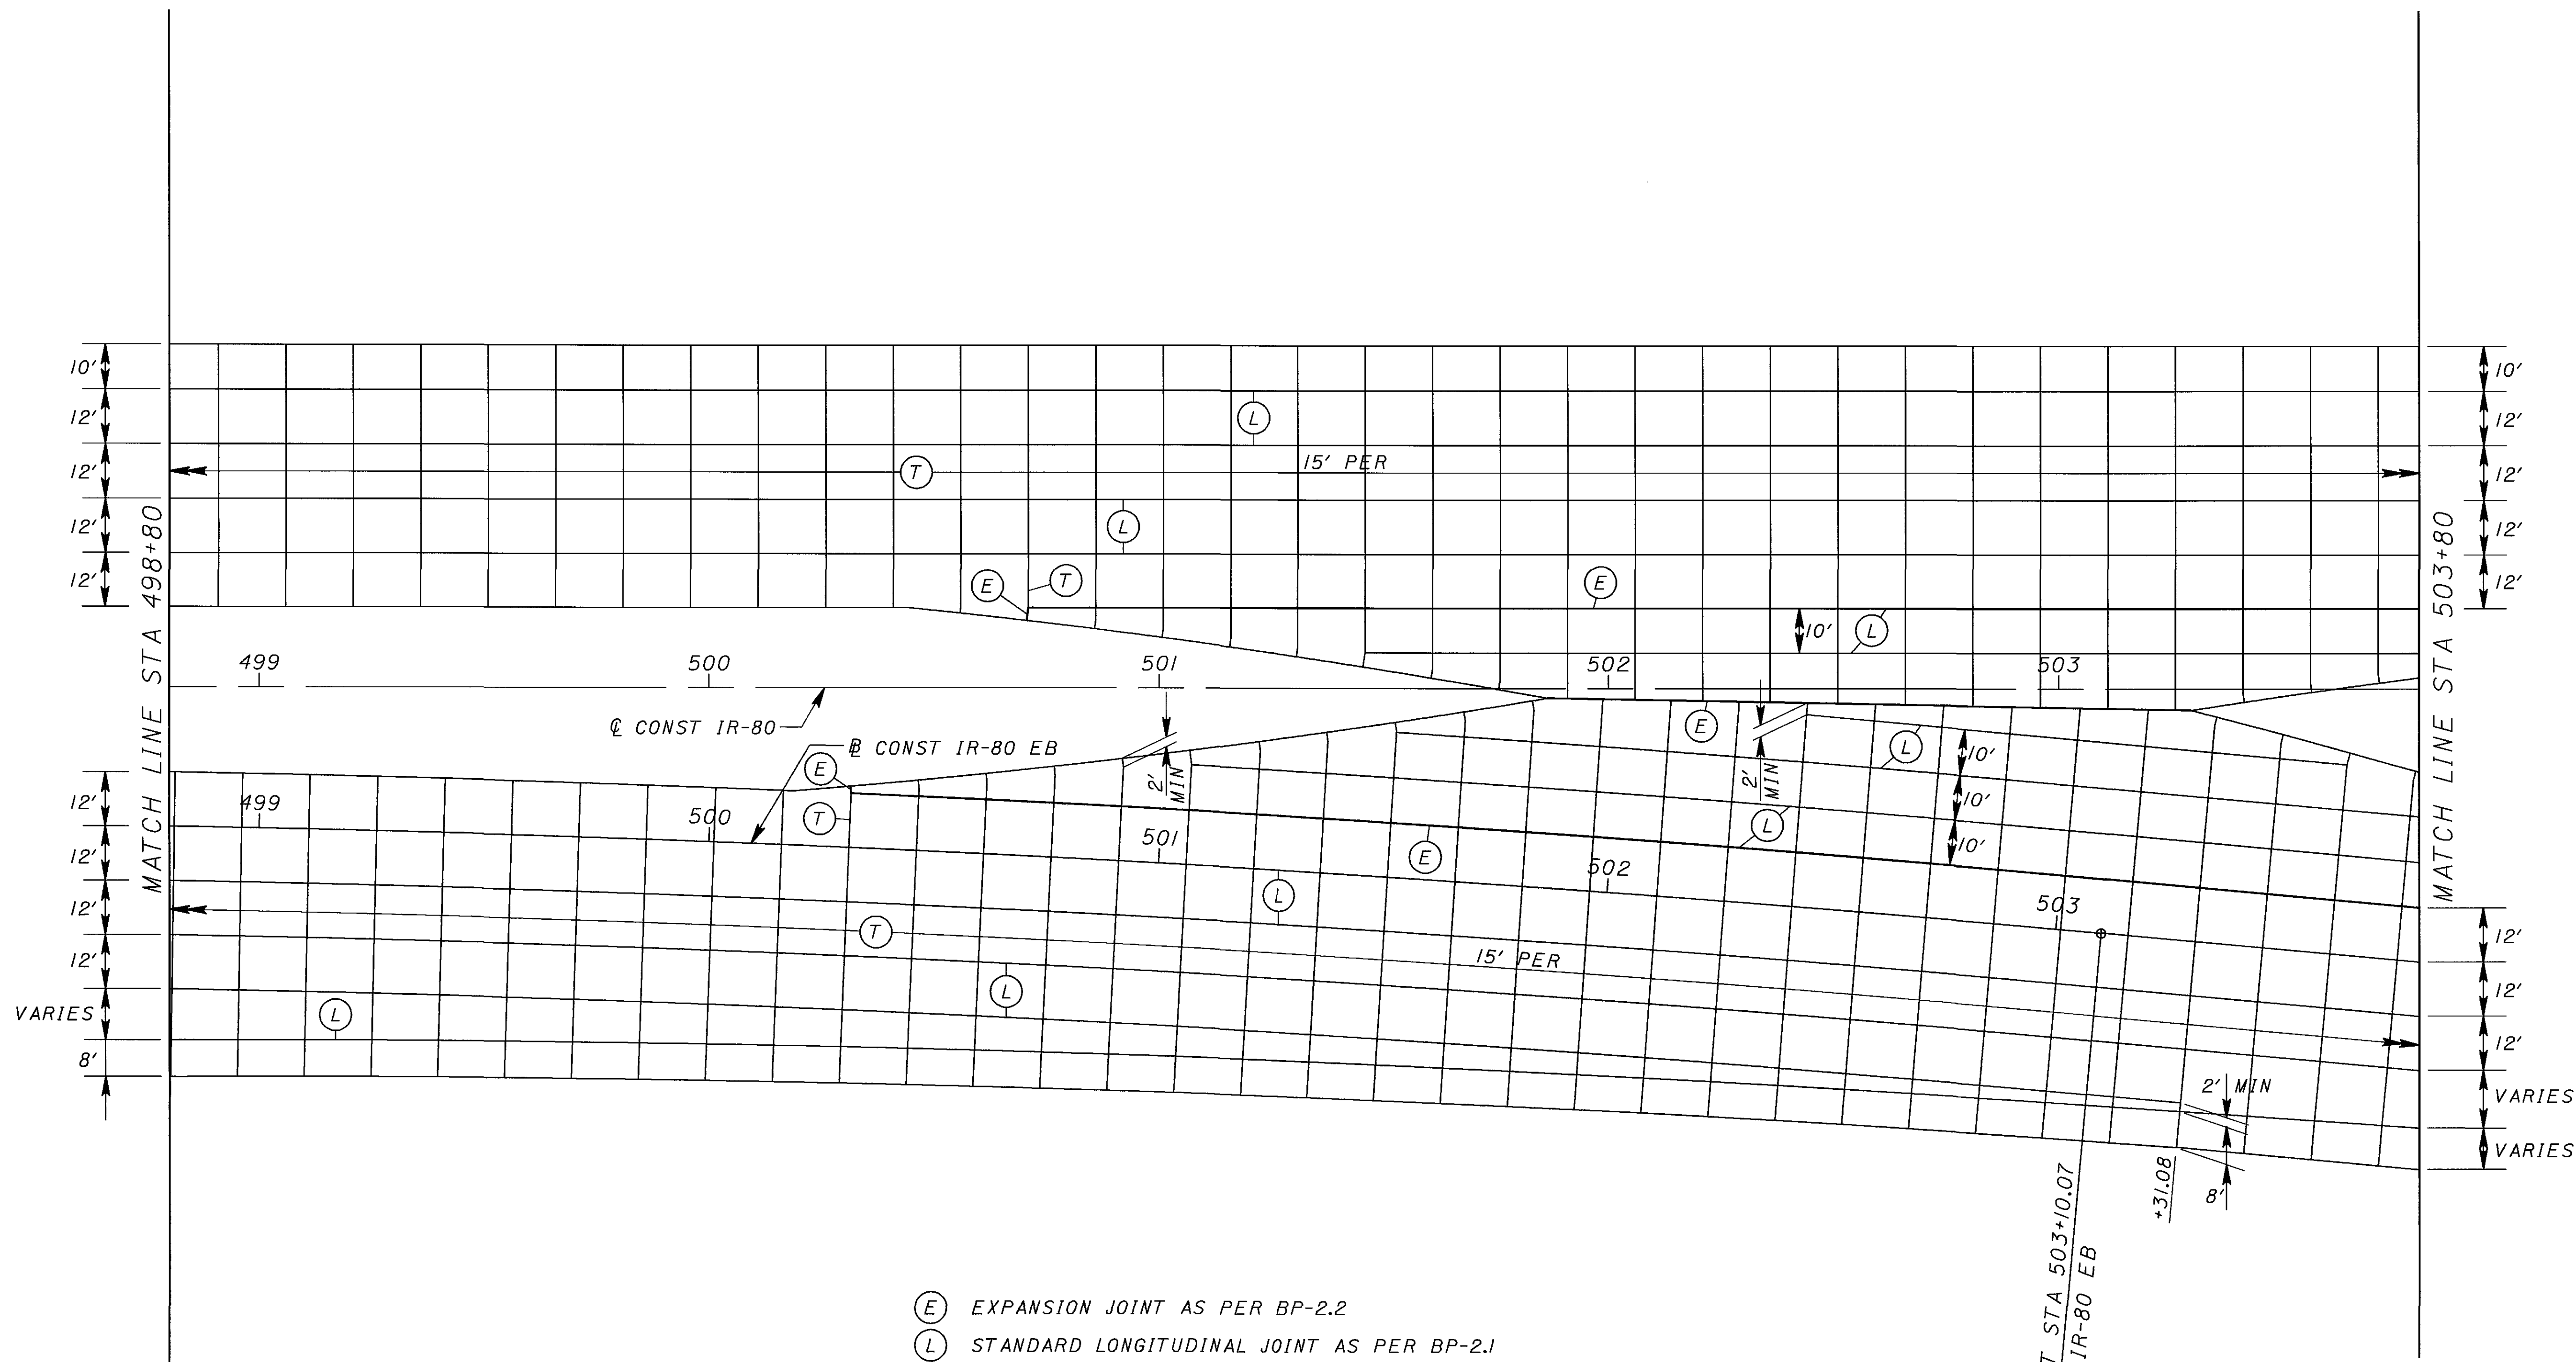 10'
12'
12'
12'
12'
MATCH LINE STA 498+80
10'
12'
12'
12'
12'
MATCH LINE STA 503+80
L
T
15' PER
L
E
T
E
10'
L
499
500
501
502
503
℄ CONST IR-80
E
2'
MIN
L
10'
10'
10'
2'
MIN
L
BL CONST IR-80 EB
E
T
E
12'
12'
12'
12'
VARIES
8'
499
500
501
502
503
L
T
15' PER
L
L
12'
12'
12'
VARIES
VARIES
2' MIN
8'
+31.08
STA 503+10.07
IR-80 EB
E EXPANSION JOINT AS PER BP-2.2
L STANDARD LONGITUDINAL JOINT AS PER BP-2.1